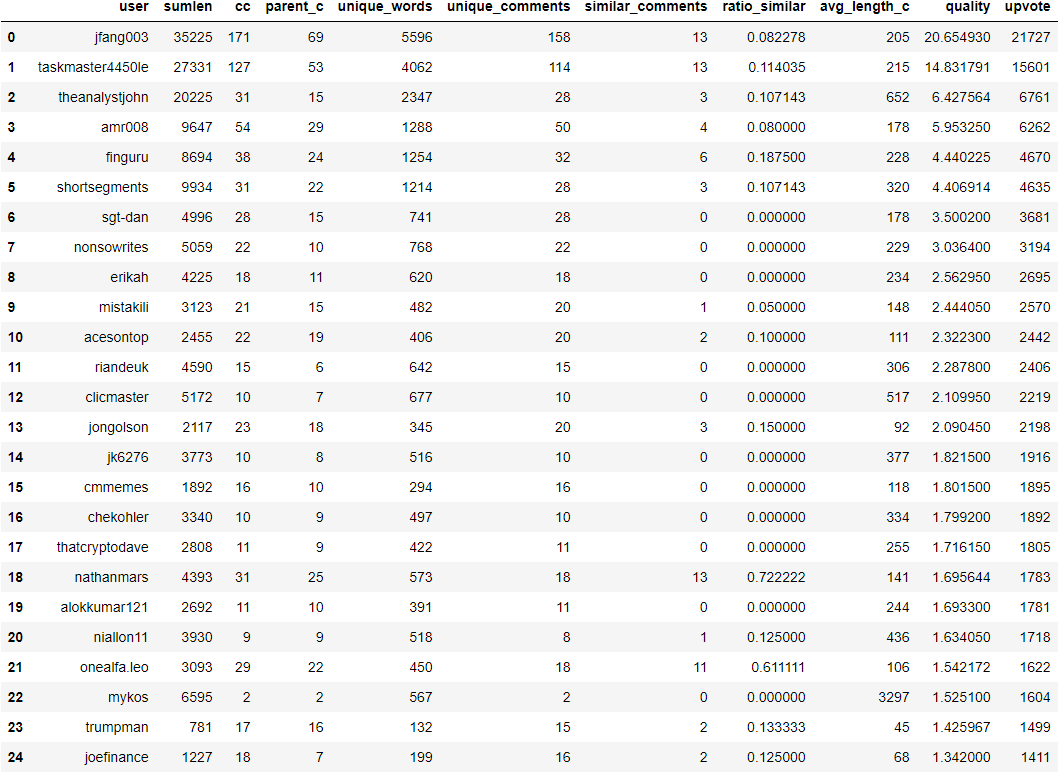 user sumlen cc parent_c unique_words unique_comments similar_comments ratio_similar avg_length_c quality upvote
0 jfang003 35225 171 69 5596 158 13 0.082278 205 20.654930 21727
1 taskmaster4450le 27331 127 53 4062 114 13 0.114035 215 14.831791 15601
2 theanalystjohn 20225 31 15 2347 28 3 0.107143 652 6.427564 6761
3 amr008 9647 54 29 1288 50 4 0.080000 178 5.953250 6262
4 finguru 8694 38 24 1254 32 6 0.187500 228 4.440225 4670
5 shortsegments 9934 31 22 1214 28 3 0.107143 320 4.406914 4635
6 sgt-dan 4996 28 15 741 28 0 0.000000 178 3.500200 3681
7 nonsowrites 5059 22 10 768 22 0 0.000000 229 3.036400 3194
8 erikah 4225 18 11 620 18 0 0.000000 234 2.562950 2695
9 mistakili 3123 21 15 482 20 1 0.050000 148 2.444050 2570
10 acesontop 2455 22 19 406 20 2 0.100000 111 2.322300 2442
11 riandeuk 4590 15 6 642 15 0 0.000000 306 2.287800 2406
12 clicmaster 5172 10 7 677 10 0 0.000000 517 2.109950 2219
13 jongolson 2117 23 18 345 20 3 0.150000 92 2.090450 2198
14 jk6276 3773 10 8 516 10 0 0.000000 377 1.821500 1916
15 cmmemes 1892 16 10 294 16 0 0.000000 118 1.801500 1895
16 chekohler 3340 10 9 497 10 0 0.000000 334 1.799200 1892
17 thatcryptodave 2808 11 9 422 11 0 0.000000 255 1.716150 1805
18 nathanmars 4393 31 25 573 18 13 0.722222 141 1.695644 1783
19 alokkumar121 2692 11 10 391 11 0 0.000000 244 1.693300 1781
20 niallon11 3930 9 9 518 8 1 0.125000 436 1.634050 1718
21 onealfa.leo 3093 29 22 450 18 11 0.611111 106 1.542172 1622
22 mykos 6595 2 2 567 2 0 0.000000 3297 1.525100 1604
23 trumpman 781 17 16 132 15 2 0.133333 45 1.425967 1499
24 joefinance 1227 18 7 199 16 2 0.125000 68 1.342000 1411